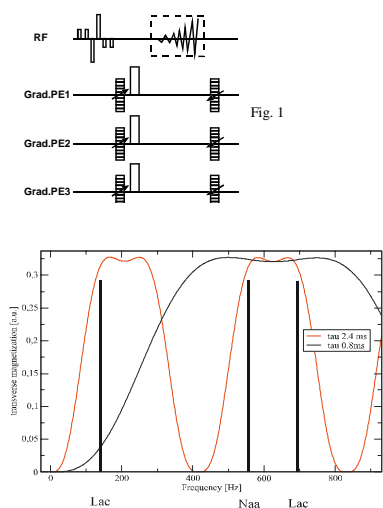 RF
Grad.PE1
Fig. 1
Grad.PE2
Grad.PE3
transverse magnetization [a.u.]
0,3
0,25
0,2
0,15
0,1
0,05
0
tau 2.4 ms
tau 0.8ms
0 200 400 600 800
Frequency [Hz]
Lac Naa Lac